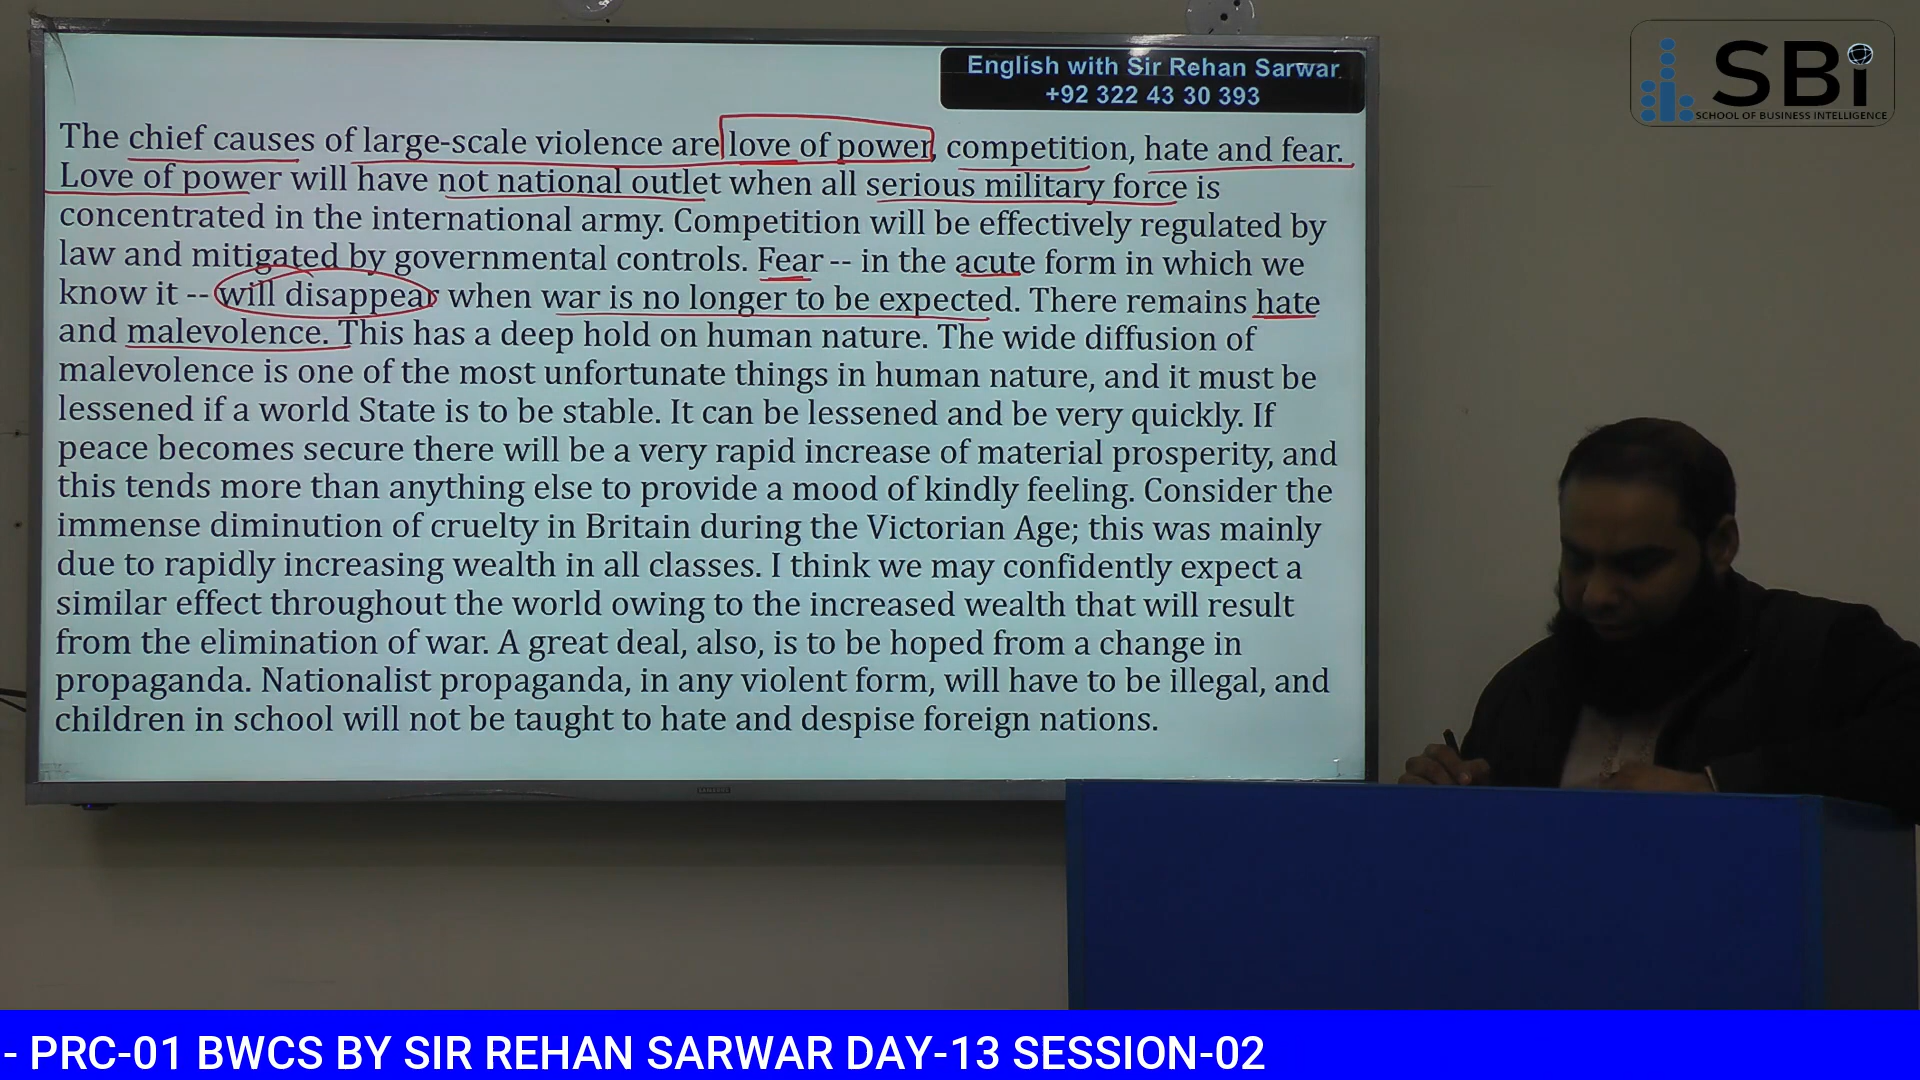 English with Sir Rehan Sarwar
+92 322 43 30 393
SBi
SCHOOL OF BUSINESS INTELLIGENCE
The chief causes of large-scale violence are love of power, competition, hate and fear.
Love of power will have not national outlet when all serious military force is
concentrated in the international army. Competition will be effectively regulated by
law and mitigated by governmental controls. Fear -- in the acute form in which we
know it -- will disappear when war is no longer to be expected. There remains hate
and malevolence. This has a deep hold on human nature. The wide diffusion of
malevolence is one of the most unfortunate things in human nature, and it must be
lessened if a world State is to be stable. It can be lessened and be very quickly. If
peace becomes secure there will be a very rapid increase of material prosperity, and
this tends more than anything else to provide a mood of kindly feeling. Consider the
immense diminution of cruelty in Britain during the Victorian Age; this was mainly
due to rapidly increasing wealth in all classes. I think we may confidently expect a
similar effect throughout the world owing to the increased wealth that will result
from the elimination of war. A great deal, also, is to be hoped from a change in
propaganda. Nationalist propaganda, in any violent form, will have to be illegal, and
children in school will not be taught to hate and despise foreign nations.
1
SAMSUNG
- PRC-01 BWCS BY SIR REHAN SARWAR DAY-13 SESSION-02